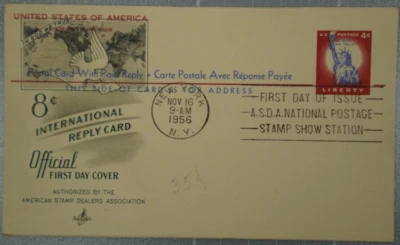 UNITED STATES OF AMERICA
U.S. POSTAGE 4¢
LIBERTY
Postal Card With Paid Reply • Carte Postale Avec Réponse Payée
THIS SIDE OF CARD IS FOR ADDRESS
8¢
INTERNATIONAL
REPLY CARD
Official
FIRST DAY COVER
AUTHORIZED BY THE
AMERICAN STAMP DEALERS ASSOCIATION
NEW YORK
NOV 16
9-AM
1956
N.Y.
FIRST DAY OF ISSUE
A.S.D.A. NATIONAL POSTAGE
STAMP SHOW STATION